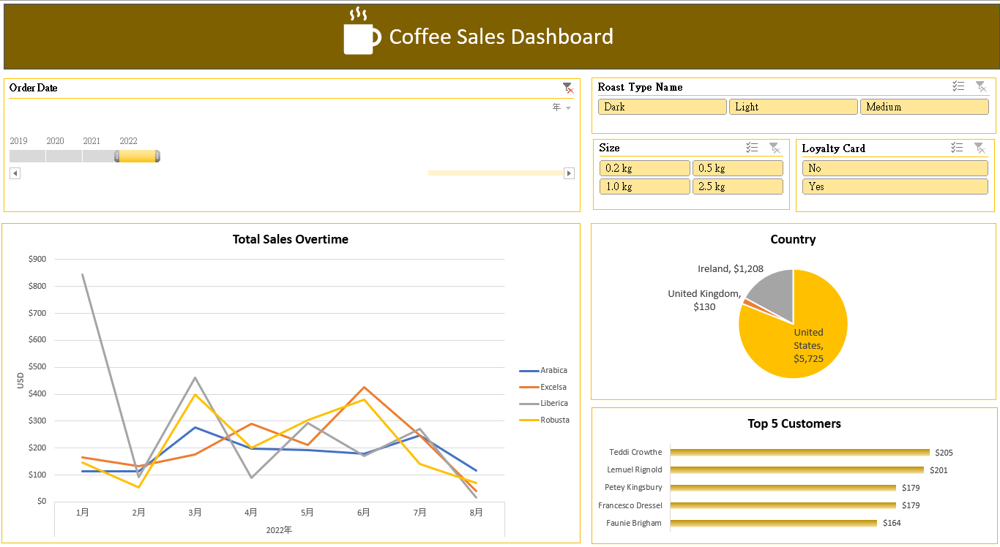 Coffee Sales Dashboard
Order Date
年
2019 2020 2021 2022
Roast Type Name
Dark Light Medium
Size
0.2 kg 0.5 kg
1.0 kg 2.5 kg
Loyalty Card
No
Yes
Total Sales Overtime
$900
$800
$700
$600
$500
$400
$300
$200
$100
$0
USD
1月 2月 3月 4月 5月 6月 7月 8月
2022年
Arabica
Excelsa
Liberica
Robusta
Country
Ireland, $1,208
United Kingdom,
$130
United
States,
$5,725
Top 5 Customers
Teddi Crowthe $205
Lemuel Rignold $201
Petey Kingsbury $179
Francesco Dressel $179
Faunie Brigham $164